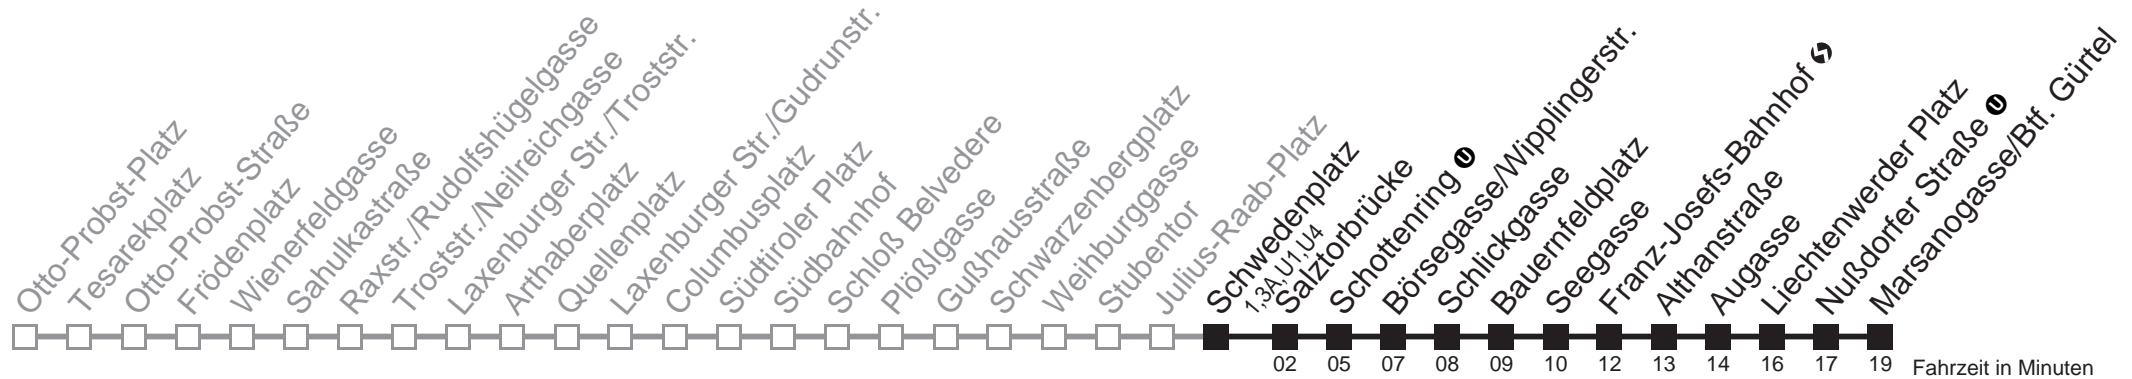 Otto-Probst-Platz
Tesarekplatz
Otto-Probst-Straße
Frödenplatz
Wienerfeldgasse
Sahulkastraße
Raxstr./Rudolfshügelgasse
Troststr./Neilreichgasse
Laxenburger Str./Troststr.
Arthaberplatz
Quellenplatz
Laxenburger Str./Gudrunstr.
Columbusplatz
Südtiroler Platz
Südbahnhof
Schloß Belvedere
Plößlgasse
Gußhausstraße
Schwarzenbergplatz
Weihburggasse
Stubentor
Julius-Raab-Platz
Schwedenplatz
1,3A,U1,U4
Salztorbrücke
Schottenring U
Börsegasse/Wipplingerstr.
Schlickgasse
Bauernfeldplatz
Seegasse
Franz-Josefs-Bahnhof
Althanstraße
Augasse
Liechtenwerder Platz
Nußdorfer Straße U
Marsanogasse/Btf. Gürtel
02 05 07 08 09 10 12 13 14 16 17 19 Fahrzeit in Minuten